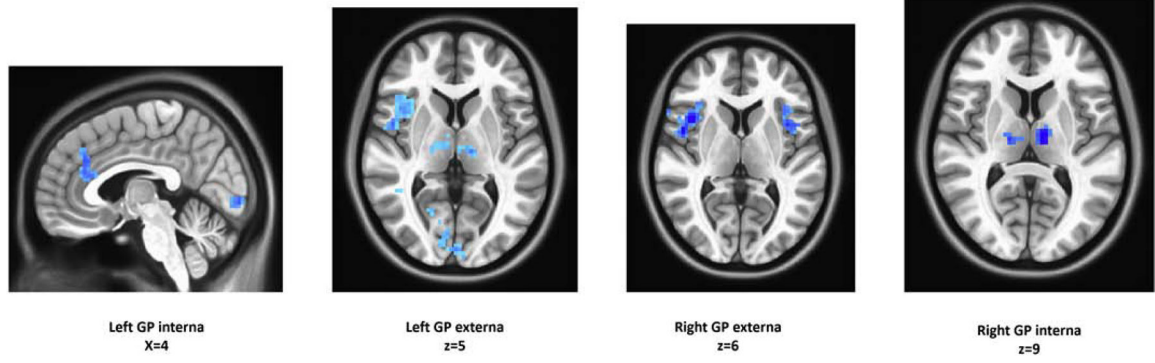 Left GP interna
X=4
Left GP externa
z=5
Right GP externa
z=6
Right GP interna
z=9